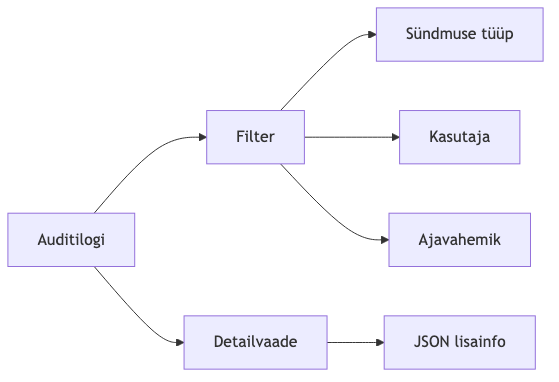 Sündmuse tüüp
Filter
Kasutaja
Auditilogi
Ajavahemik
Detailvaade
JSON lisainfo